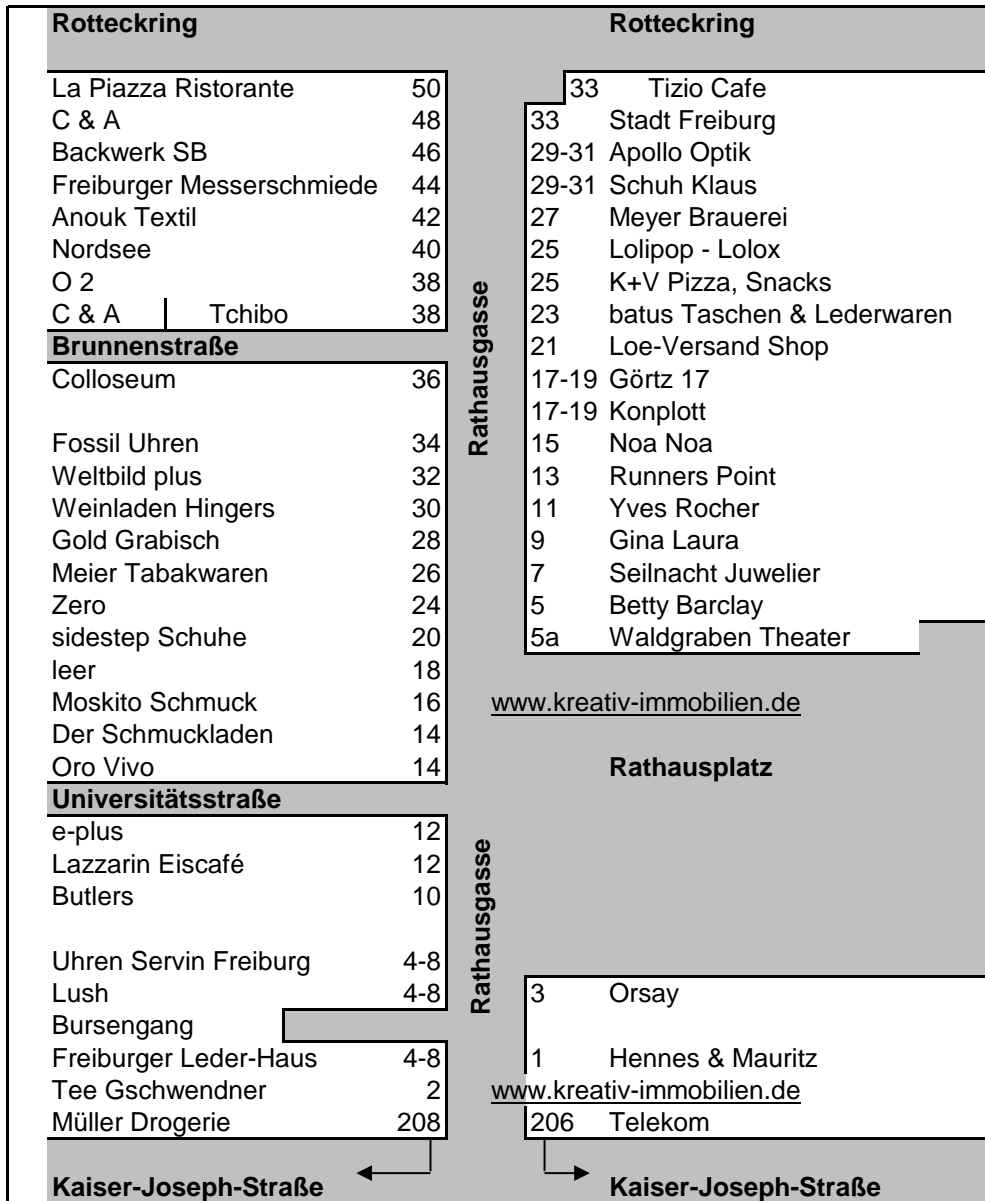 Rotteckring Rotteckring
La Piazza Ristorante 50 33 Tizio Cafe
C & A 48 33 Stadt Freiburg
Backwerk SB 46 29-31 Apollo Optik
Freiburger Messerschmiede 44 29-31 Schuh Klaus
Anouk Textil 42 27 Meyer Brauerei
Nordsee 40 25 Lolipop - Lolox
O 2 38 25 K+V Pizza, Snacks
C & A Tchibo 38 23 batus Taschen & Lederwaren
Brunnenstraße 21 Loe-Versand Shop
Colloseum 36 17-19 Görtz 17
17-19 Konplott
Rathausgasse
Fossil Uhren 34 15 Noa Noa
Weltbild plus 32 13 Runners Point
Weinladen Hingers 30 11 Yves Rocher
Gold Grabisch 28 9 Gina Laura
Meier Tabakwaren 26 7 Seilnacht Juwelier
Zero 24 5 Betty Barclay
sidestep Schuhe 20 5a Waldgraben Theater
leer 18
Moskito Schmuck 16 www.kreativ-immobilien.de
Der Schmuckladen 14
Oro Vivo 14 Rathausplatz
Universitätsstraße
e-plus 12
Lazzarin Eiscafé 12
Butlers 10
Rathausgasse
Uhren Servin Freiburg 4-8
Lush 4-8 3 Orsay
Bursengang
Freiburger Leder-Haus 4-8 1 Hennes & Mauritz
Tee Gschwendner 2 www.kreativ-immobilien.de
Müller Drogerie 208 206 Telekom
Kaiser-Joseph-Straße Kaiser-Joseph-Straße